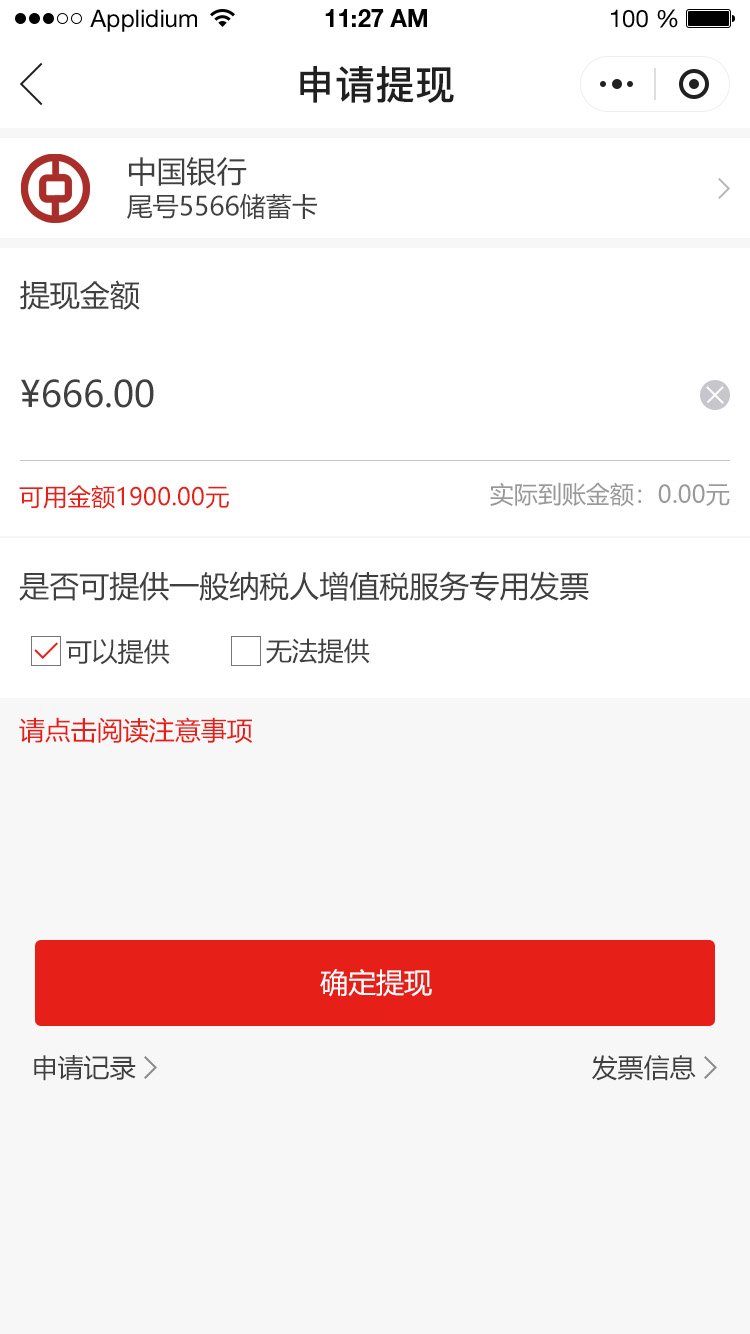 Applidium
11:27 AM
100 %
申请提现
中国银行
尾号5566储蓄卡
提现金额
¥666.00
可用金额1900.00元
实际到账金额：0.00元
是否可提供一般纳税人增值税服务专用发票
可以提供
无法提供
请点击阅读注意事项
确定提现
申请记录
发票信息